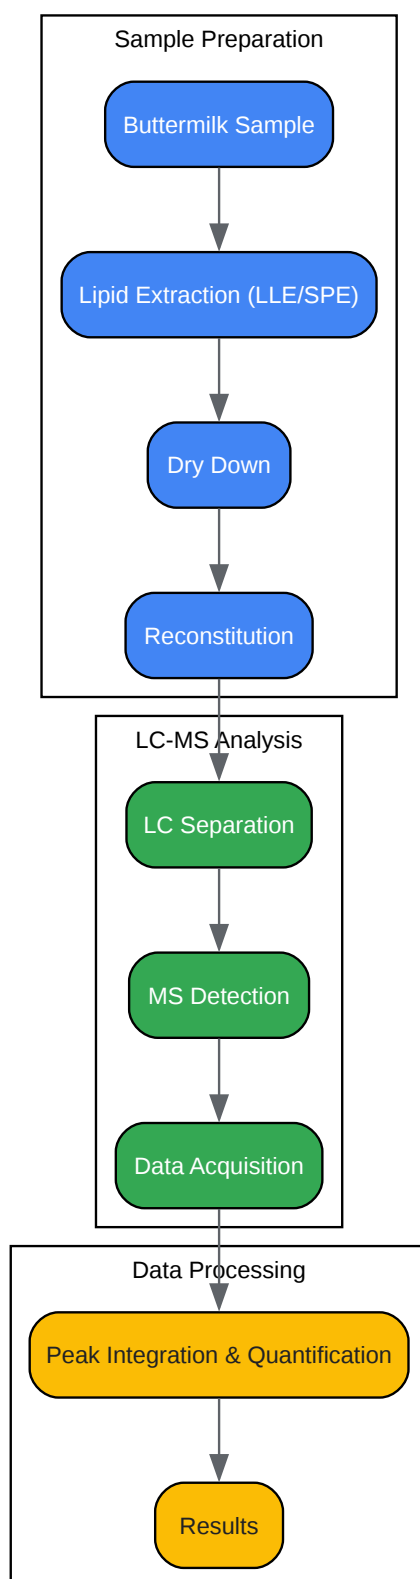 Sample Preparation
Buttermilk Sample
Lipid Extraction (LLE/SPE)
Dry Down
Reconstitution
LC-MS Analysis
LC Separation
MS Detection
Data Acquisition
Data Processing
Peak Integration & Quantification
Results